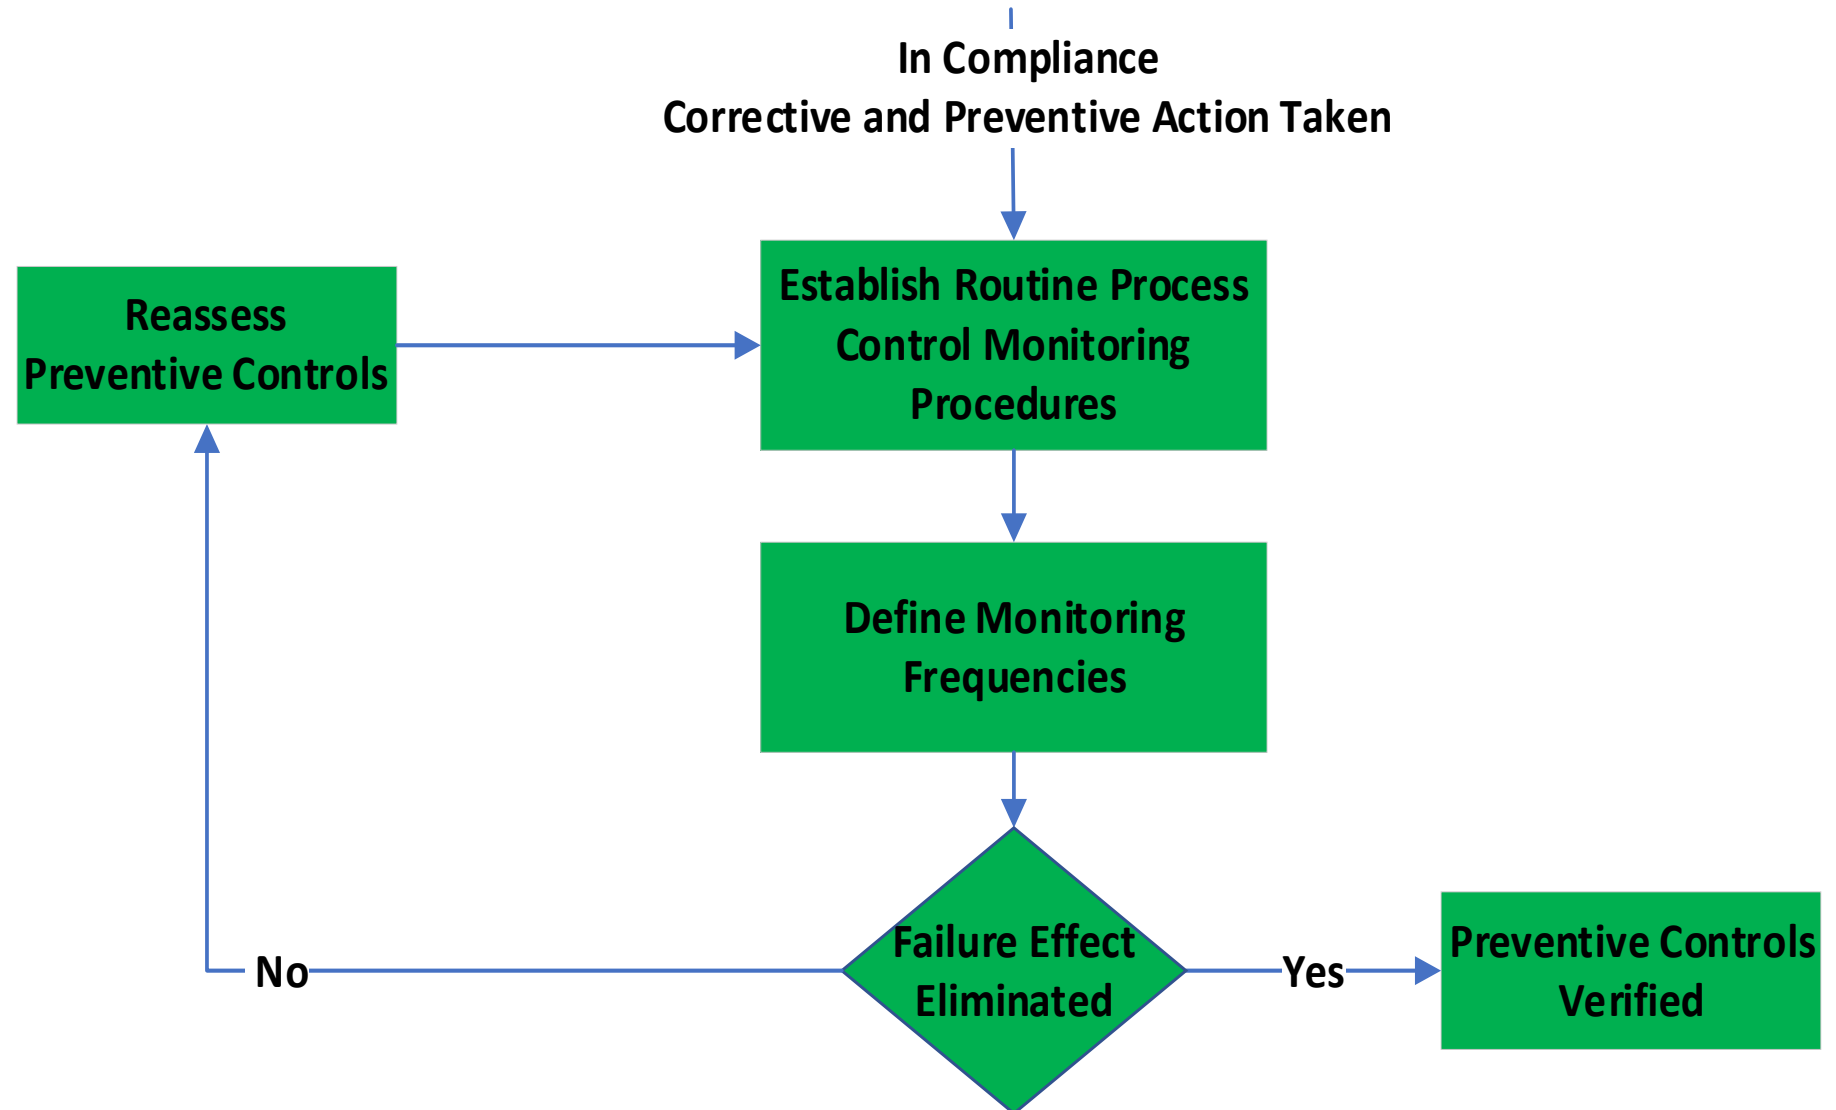 In Compliance
Corrective and Preventive Action Taken
Establish Routine Process
Control Monitoring
Procedures
Reassess
Preventive Controls
Define Monitoring
Frequencies
Failure Effect
Eliminated
No
Yes
Preventive Controls
Verified